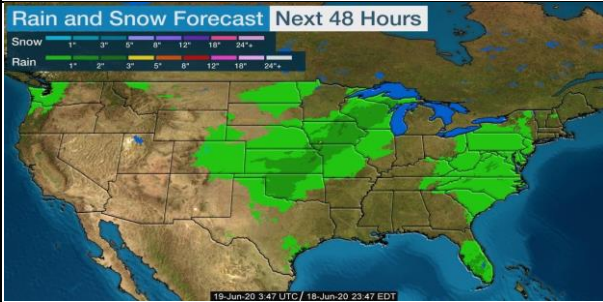 Rain and Snow Forecast Next 48 Hours
Snow 1" 3" 5" 8" 12" 18" 24"+
Rain 1" 2" 3" 5" 8" 12" 18" 24"+
19-Jun-20 3:47 UTC / 18-Jun-20 23:47 EDT